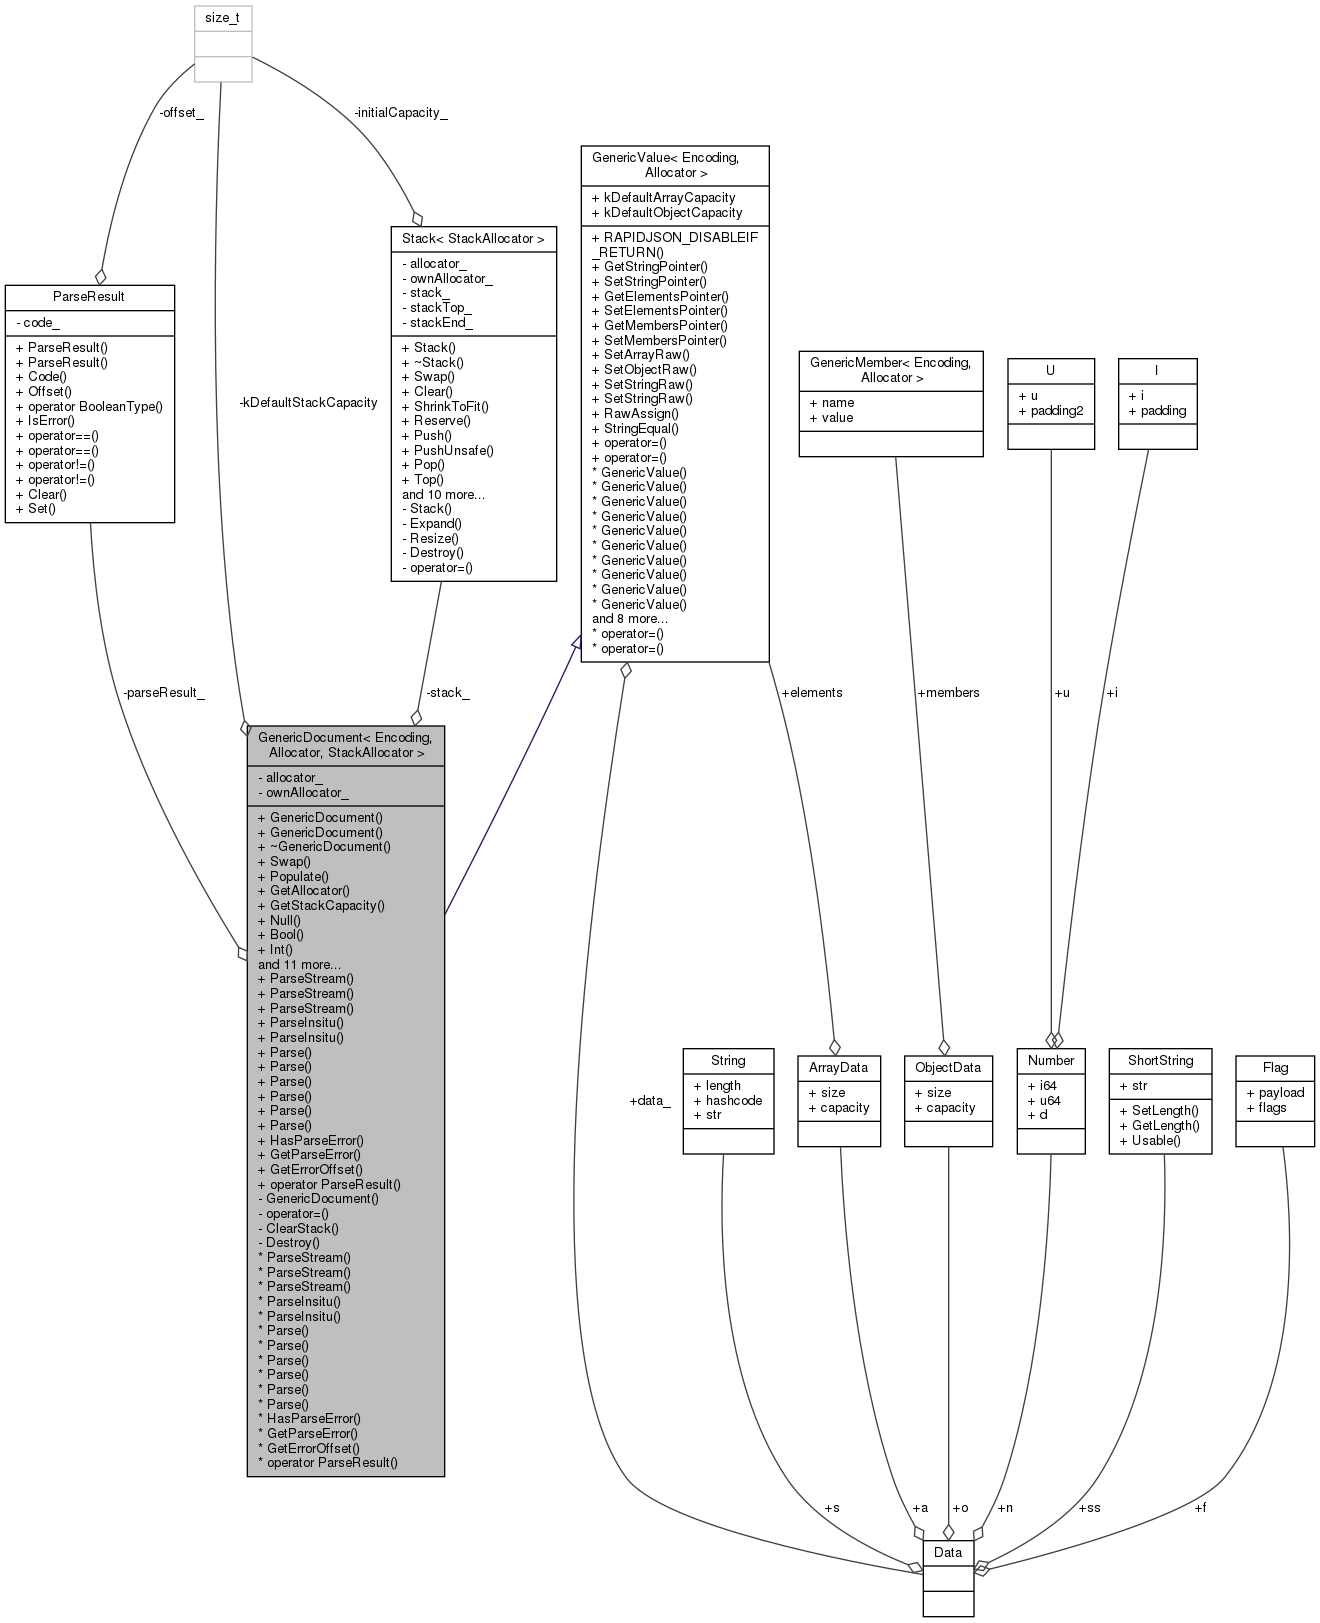 size_t
-offset_
-initialCapacity_
-kDefaultStackCapacity
GenericValue< Encoding,
Allocator >
+ kDefaultArrayCapacity
+ kDefaultObjectCapacity
+ RAPIDJSON_DISABLEIF
_RETURN()
+ GetStringPointer()
+ SetStringPointer()
+ GetElementsPointer()
+ SetElementsPointer()
+ GetMembersPointer()
+ SetMembersPointer()
+ SetArrayRaw()
+ SetObjectRaw()
+ SetStringRaw()
+ SetStringRaw()
+ RawAssign()
+ StringEqual()
+ operator=()
+ operator=()
* GenericValue()
* GenericValue()
* GenericValue()
* GenericValue()
* GenericValue()
* GenericValue()
* GenericValue()
* GenericValue()
* GenericValue()
* GenericValue()
and 8 more...
* operator=()
* operator=()
Stack< StackAllocator >
- allocator_
- ownAllocator_
- stack_
- stackTop_
- stackEnd_
+ Stack()
+ ~Stack()
+ Swap()
+ Clear()
+ ShrinkToFit()
+ Reserve()
+ Push()
+ PushUnsafe()
+ Pop()
+ Top()
and 10 more...
- Stack()
- Expand()
- Resize()
- Destroy()
- operator=()
ParseResult
- code_
+ ParseResult()
+ ParseResult()
+ Code()
+ Offset()
+ operator BooleanType()
+ IsError()
+ operator==()
+ operator==()
+ operator!=()
+ operator!=()
+ Clear()
+ Set()
GenericMember< Encoding,
Allocator >
+ name
+ value
U
+ u
+ padding2
I
+ i
+ padding
-parseResult_
-stack_
+elements
+members
+u
+i
GenericDocument< Encoding,
Allocator, StackAllocator >
- allocator_
- ownAllocator_
+ GenericDocument()
+ GenericDocument()
+ ~GenericDocument()
+ Swap()
+ Populate()
+ GetAllocator()
+ GetStackCapacity()
+ Null()
+ Bool()
+ Int()
and 11 more...
+ ParseStream()
+ ParseStream()
+ ParseStream()
+ ParseInsitu()
+ ParseInsitu()
+ Parse()
+ Parse()
+ Parse()
+ Parse()
+ Parse()
+ Parse()
+ HasParseError()
+ GetParseError()
+ GetErrorOffset()
+ operator ParseResult()
- GenericDocument()
- operator=()
- ClearStack()
- Destroy()
* ParseStream()
* ParseStream()
* ParseStream()
* ParseInsitu()
* ParseInsitu()
* Parse()
* Parse()
* Parse()
* Parse()
* Parse()
* Parse()
* HasParseError()
* GetParseError()
* GetErrorOffset()
* operator ParseResult()
+data_
String
+ length
+ hashcode
+ str
ArrayData
+ size
+ capacity
ObjectData
+ size
+ capacity
Number
+ i64
+ u64
+ d
ShortString
+ str
+ SetLength()
+ GetLength()
+ Usable()
Flag
+ payload
+ flags
+s
+a
+o
+n
+ss
+f
Data